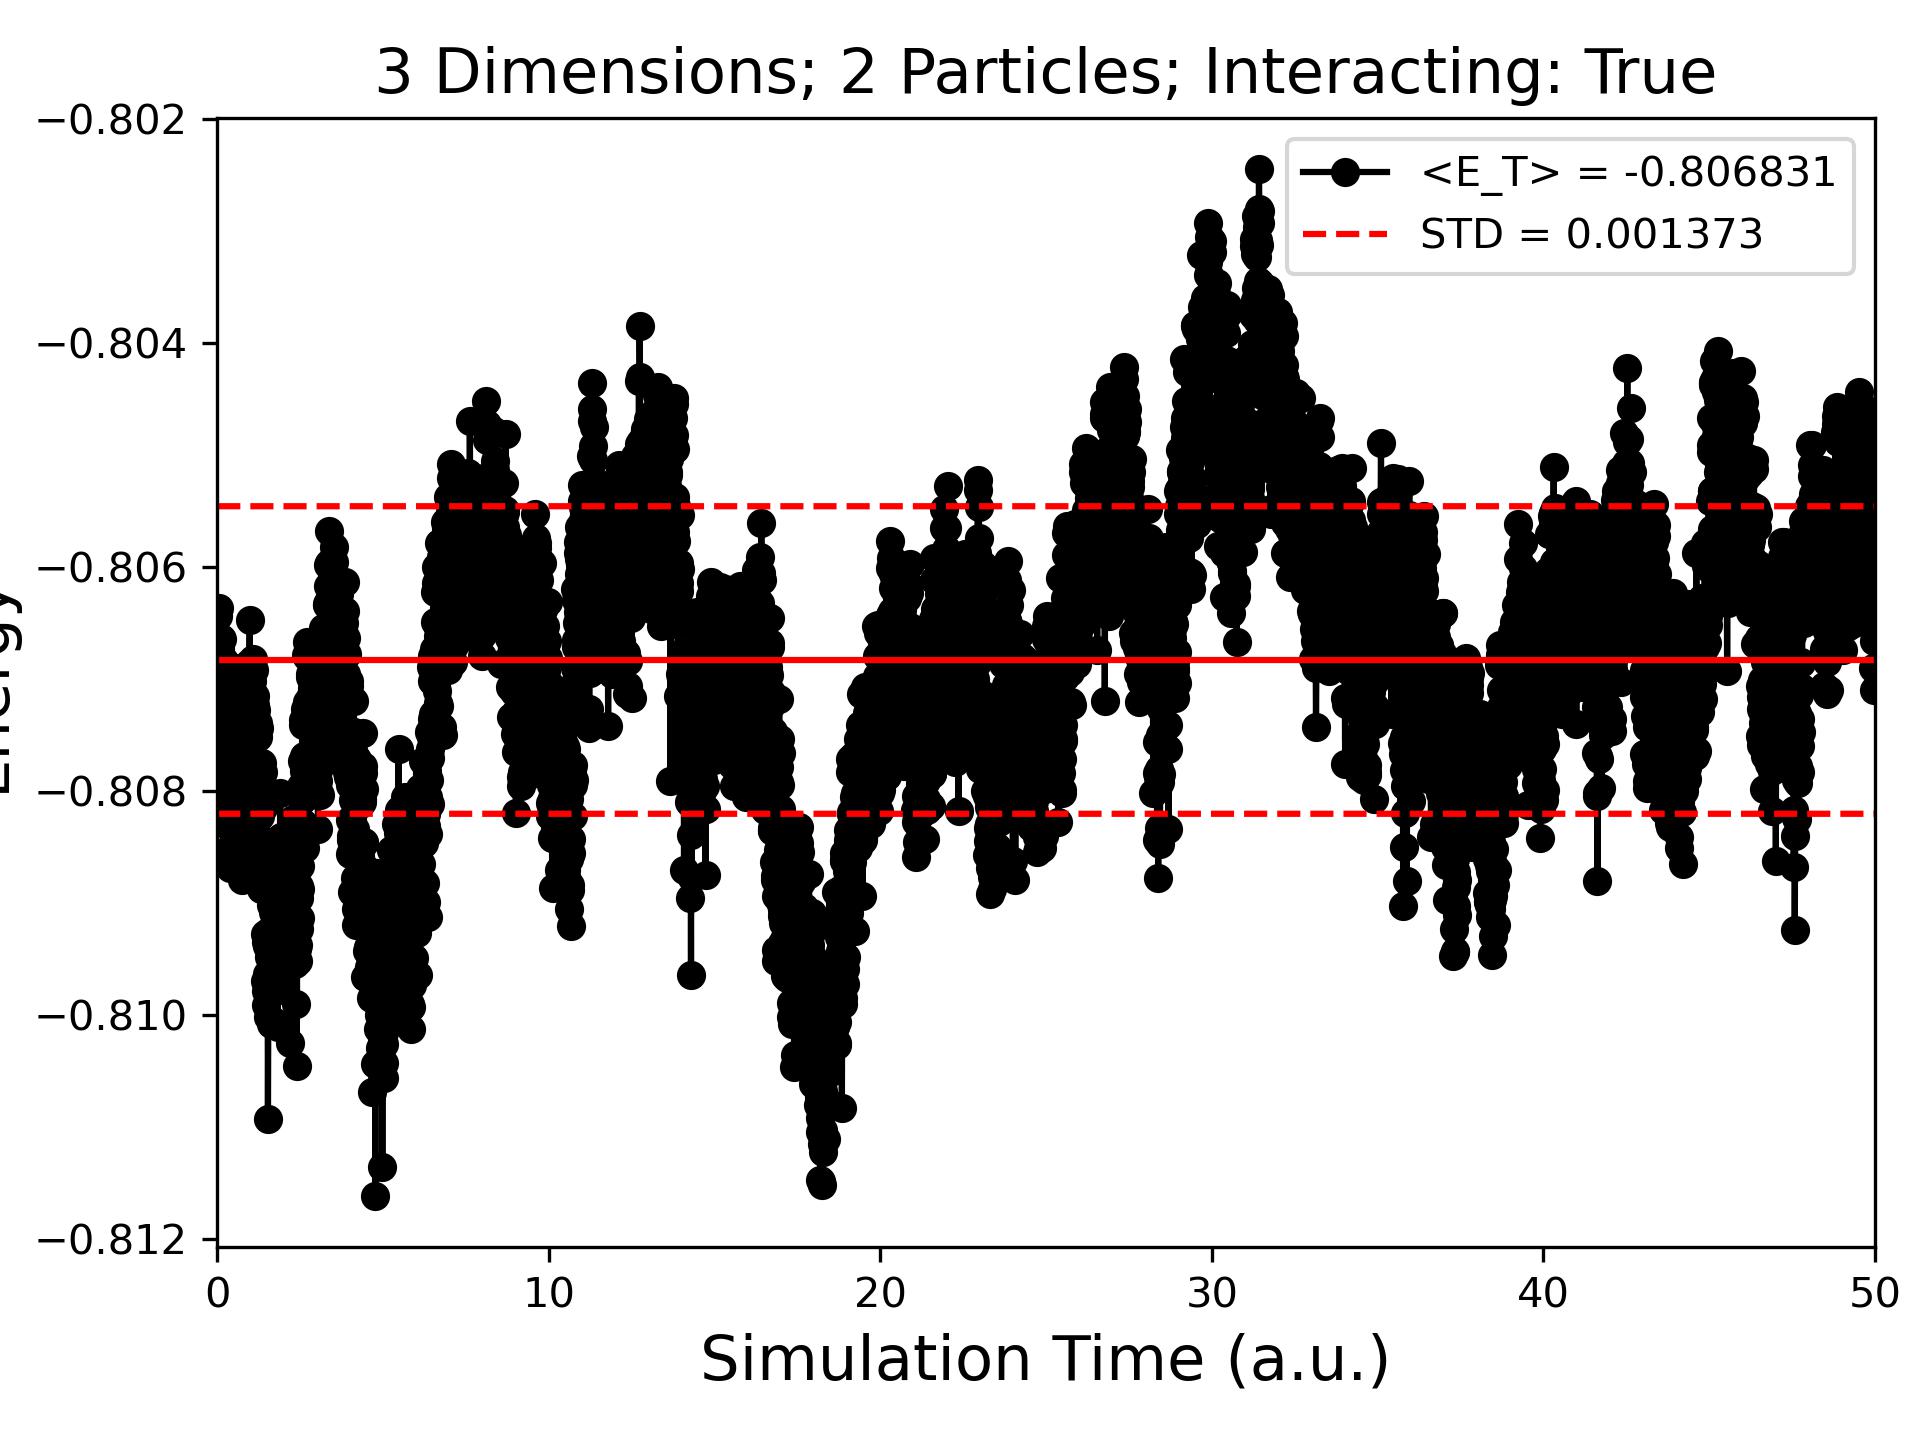 3 Dimensions; 2 Particles; Interacting: True
<E_T> = -0.806831
STD = 0.001373
−0.802
−0.804
−0.806
−0.808
−0.810
−0.812
Energy
0 10 20 30 40 50
Simulation Time (a.u.)